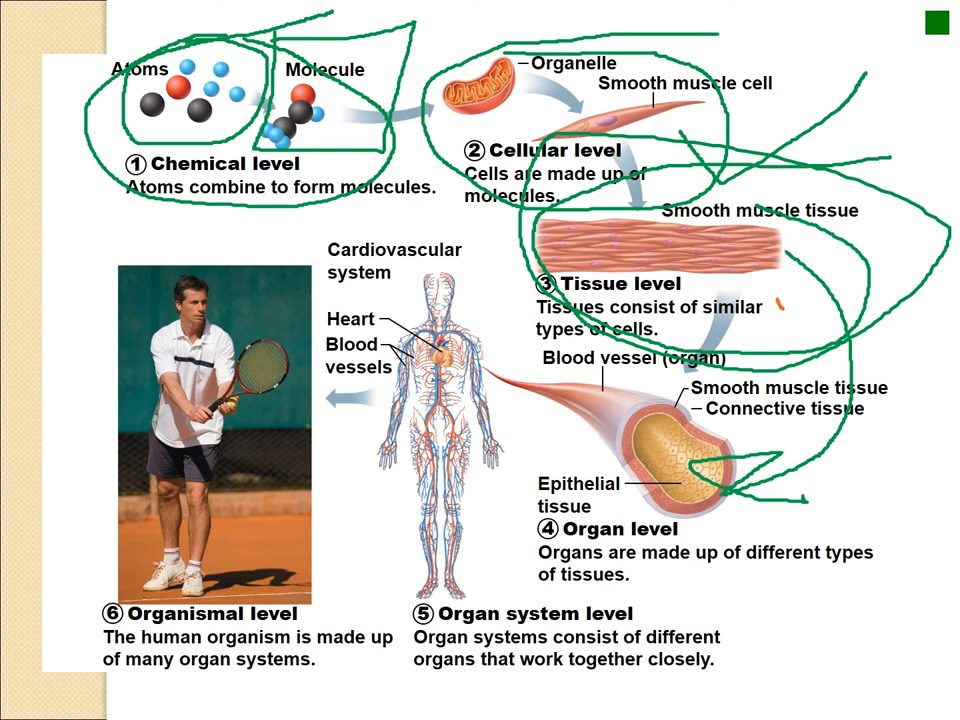 Atoms
Molecule
① Chemical level
Atoms combine to form molecules.
Organelle
Smooth muscle cell
② Cellular level
Cells are made up of
molecules.
Smooth muscle tissue
③ Tissue level
Tissues consist of similar
types of cells.
Cardiovascular
system
Heart
Blood
vessels
Blood vessel (organ)
Smooth muscle tissue
Connective tissue
Epithelial
tissue
④ Organ level
Organs are made up of different types
of tissues.
⑥ Organismal level
The human organism is made up
of many organ systems.
⑤ Organ system level
Organ systems consist of different
organs that work together closely.